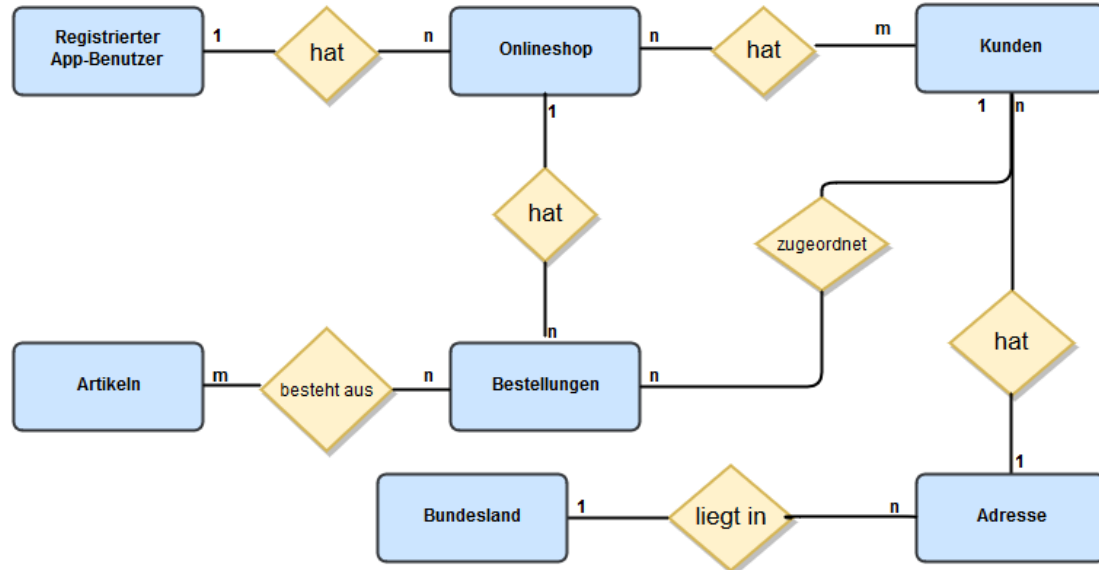 Registrierter
App-Benutzer
1
hat
n
Onlineshop
n
hat
m
Kunden
1
1
n
hat
zugeordnet
n
hat
Artikeln
m
besteht aus
n
Bestellungen
n
1
Bundesland
1
liegt in
n
Adresse